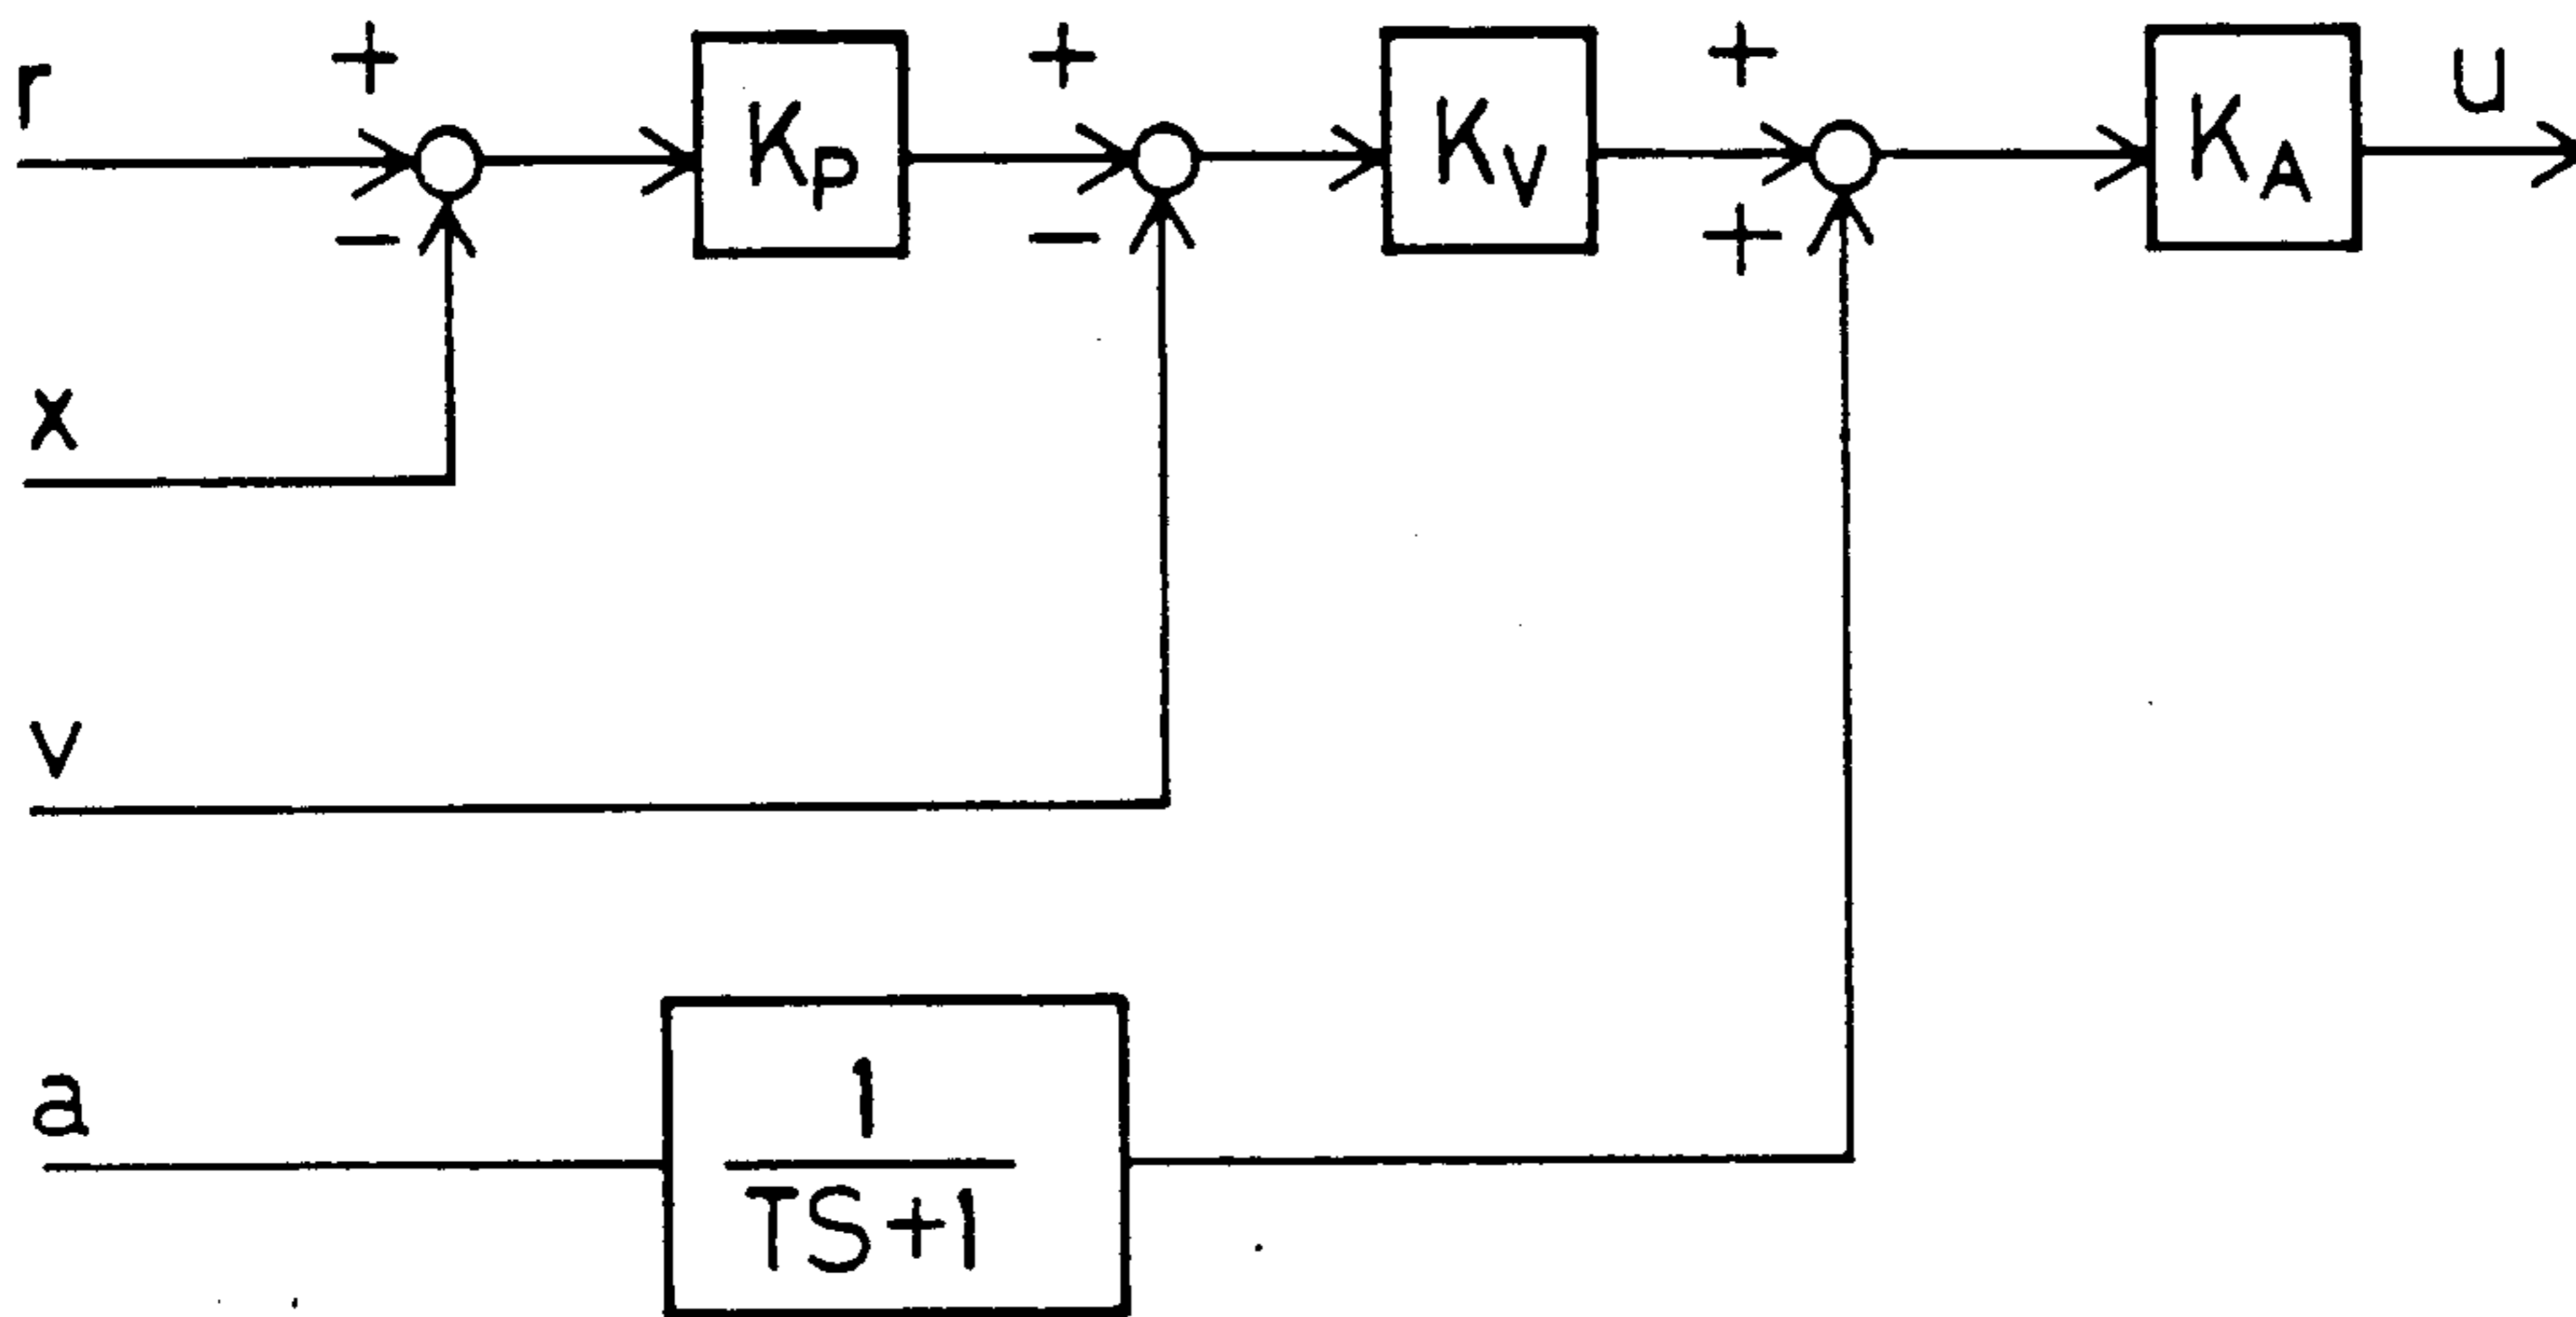 r + - K_P + - K_V + + K_A u
x
v
a
1
TS+1